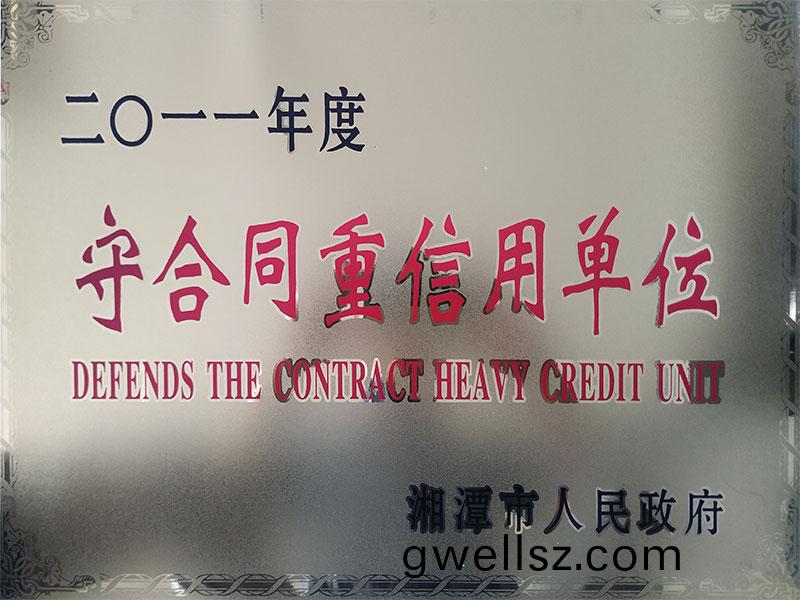 二〇一一年度
守合同重信用单位
DEFENDS THE CONTRACT HEAVY CREDIT UNIT
湘潭市人民政府
gwellsz.com